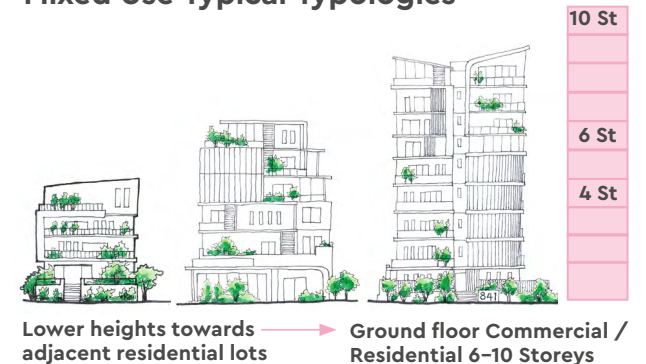 Mixed Use Typical Typologies
10 St
6 St
4 St
841
Lower heights towards
adjacent residential lots
Ground floor Commercial /
Residential 6-10 Storeys